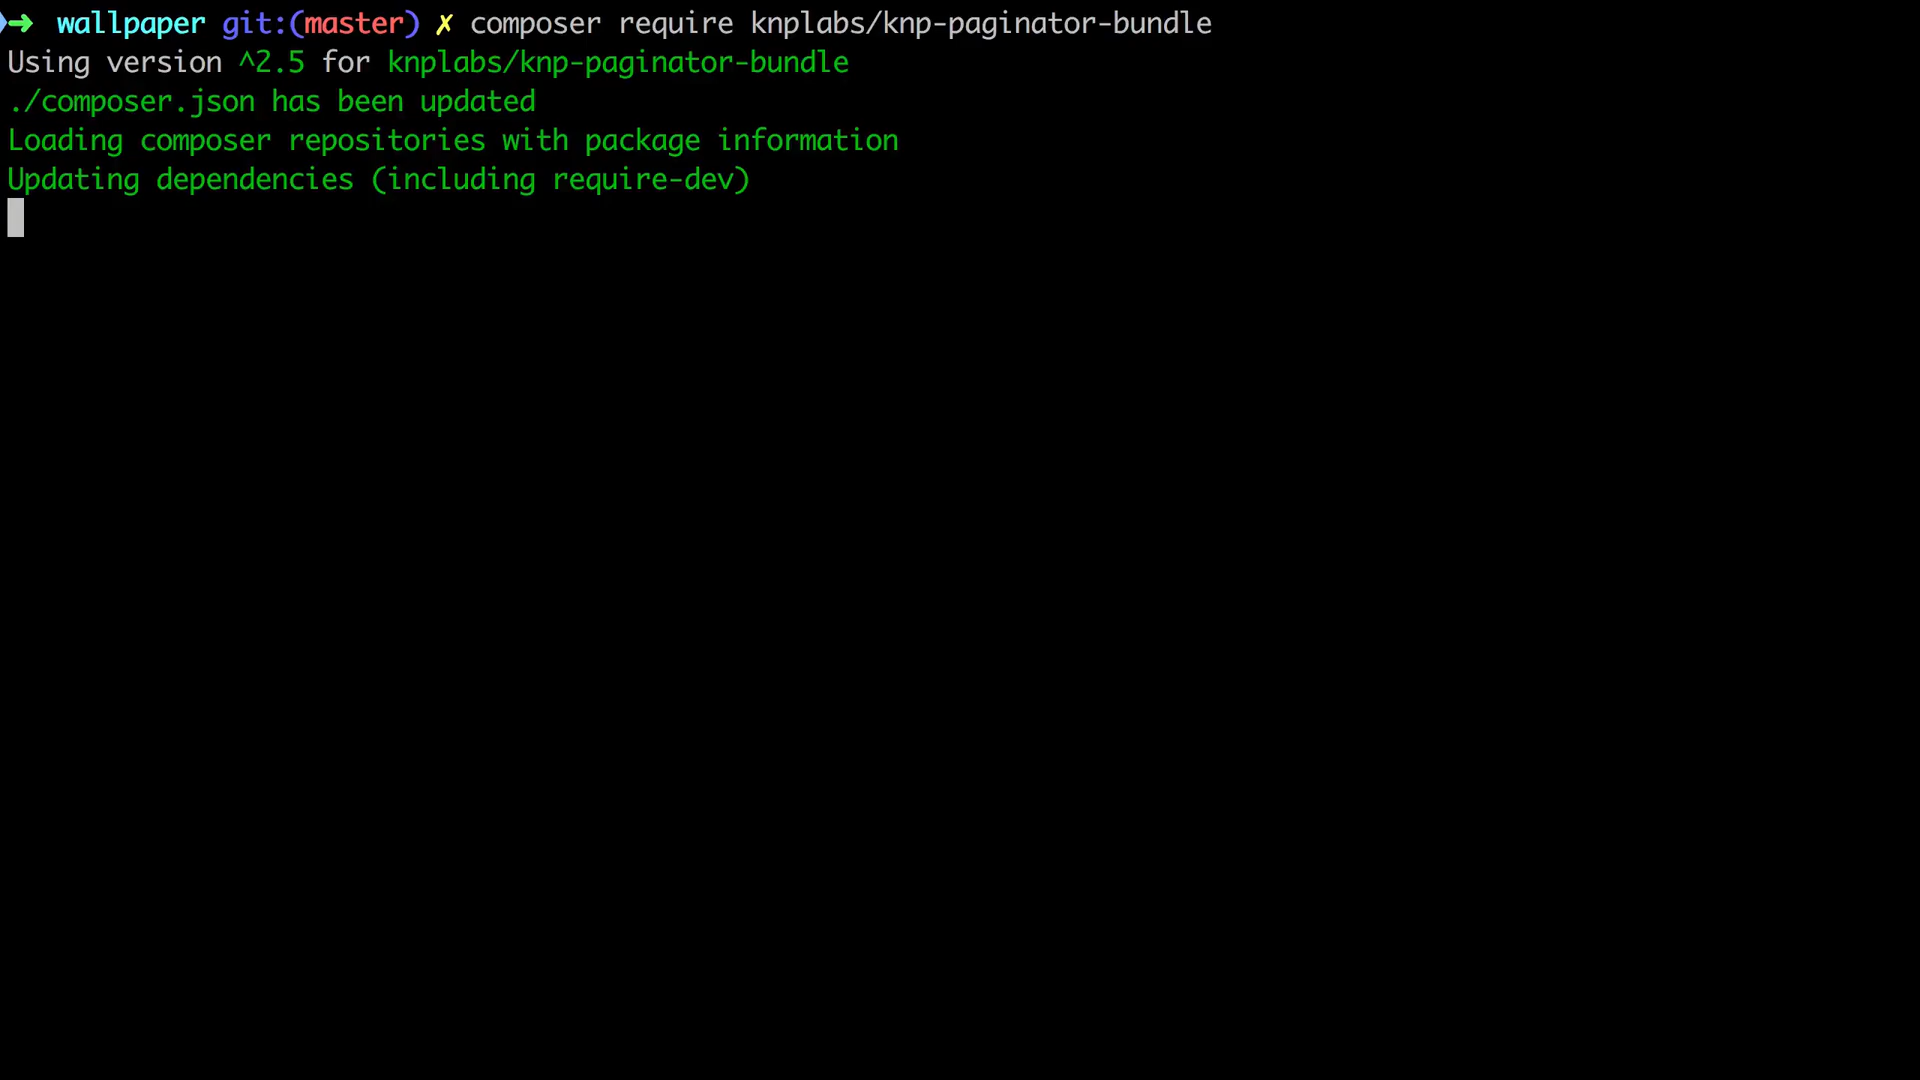 ➜ wallpaper git:(master) ✗ composer require knplabs/knp-paginator-bundle
Using version ^2.5 for knplabs/knp-paginator-bundle
./composer.json has been updated
Loading composer repositories with package information
Updating dependencies (including require-dev)